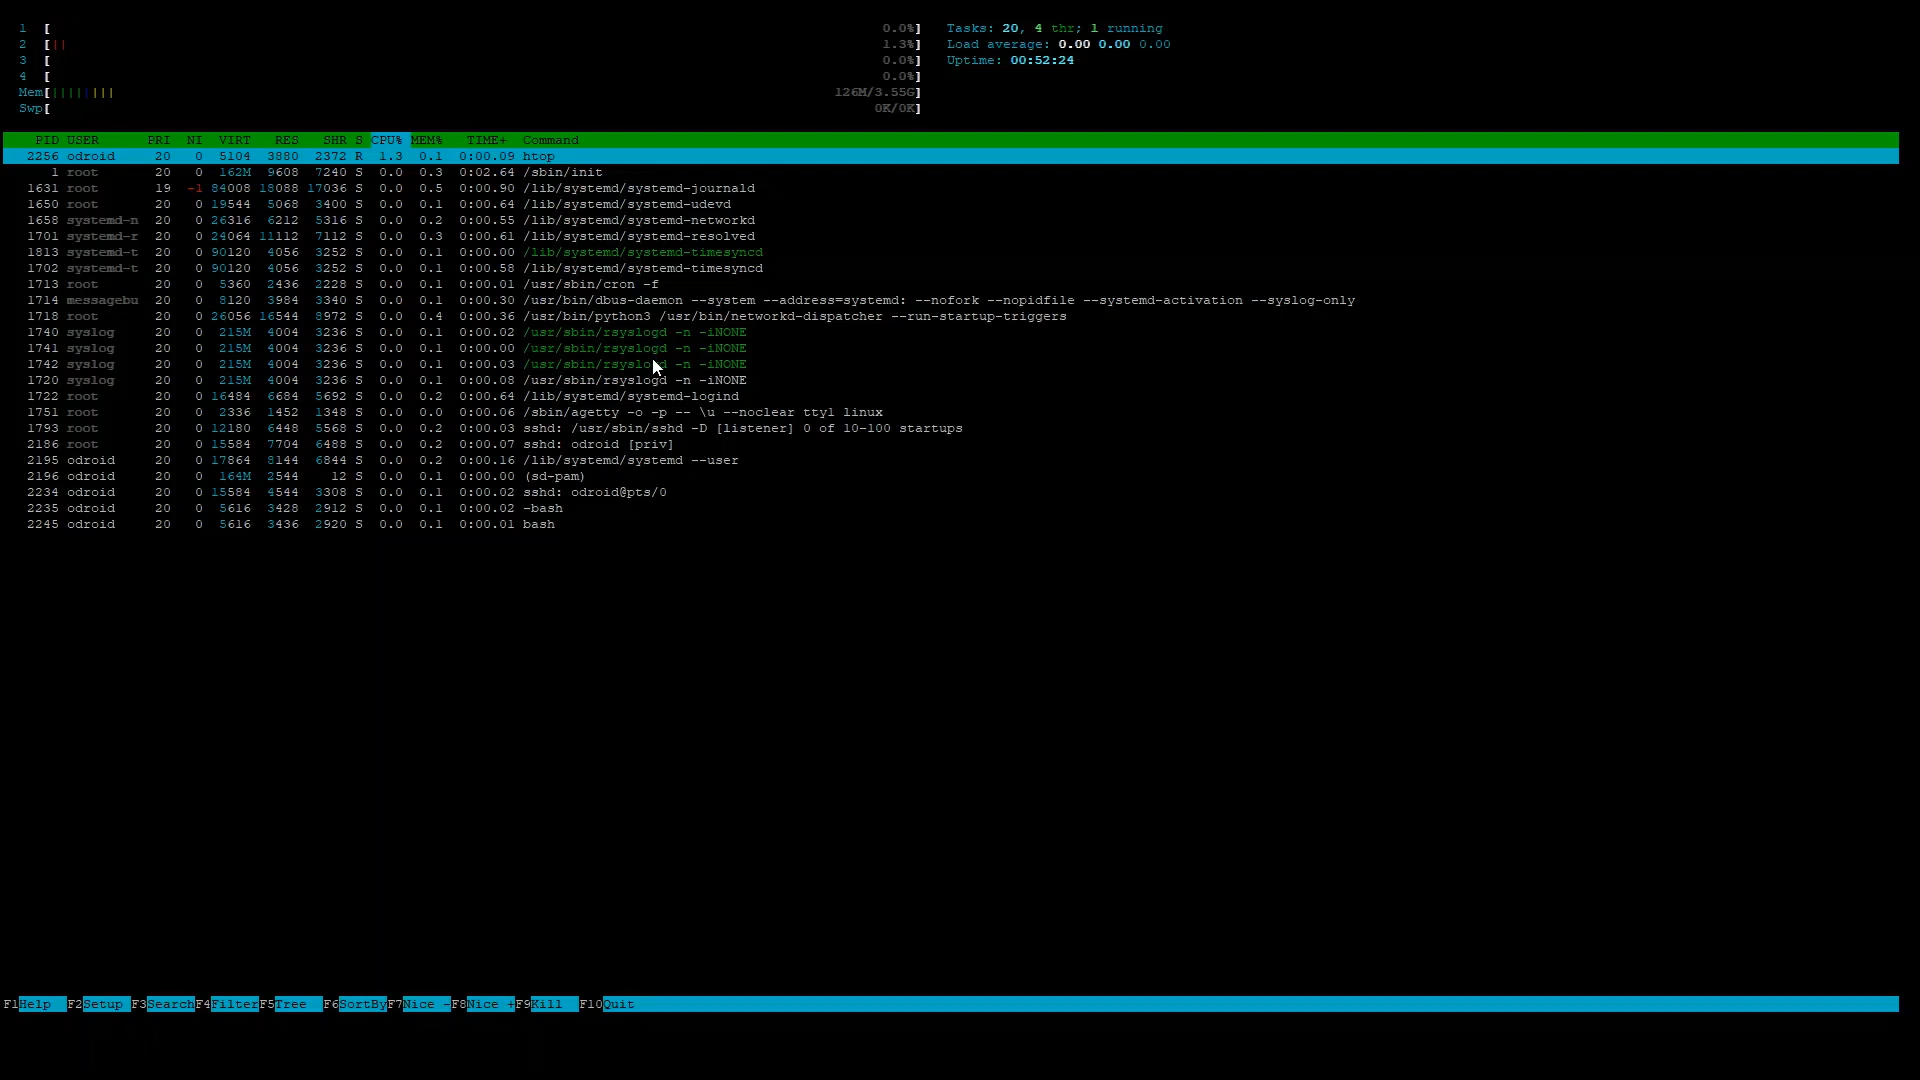 1 [ 0.0%] Tasks: 20, 4 thr; 1 running
2 [|| 1.3%] Load average: 0.00 0.00 0.00
3 [ 0.0%] Uptime: 00:52:24
4 [ 0.0%]
Mem[|||||||| 126M/3.55G]
Swp[ 0K/0K]
PID USER PRI NI VIRT RES SHR S CPU% MEM% TIME+ Command
2256 odroid 20 0 5104 3880 2372 R 1.3 0.1 0:00.09 htop
1 root 20 0 162M 9608 7240 S 0.0 0.3 0:02.64 /sbin/init
1631 root 19 -1 84008 18088 17036 S 0.0 0.5 0:00.90 /lib/systemd/systemd-journald
1650 root 20 0 19544 5068 3400 S 0.0 0.1 0:00.64 /lib/systemd/systemd-udevd
1658 systemd-n 20 0 26316 6212 5316 S 0.0 0.2 0:00.55 /lib/systemd/systemd-networkd
1701 systemd-r 20 0 24064 11112 7112 S 0.0 0.3 0:00.61 /lib/systemd/systemd-resolved
1813 systemd-t 20 0 90120 4056 3252 S 0.0 0.1 0:00.00 /lib/systemd/systemd-timesyncd
1702 systemd-t 20 0 90120 4056 3252 S 0.0 0.1 0:00.58 /lib/systemd/systemd-timesyncd
1713 root 20 0 5360 2436 2228 S 0.0 0.1 0:00.01 /usr/sbin/cron -f
1714 messagebu 20 0 8120 3984 3340 S 0.0 0.1 0:00.30 /usr/bin/dbus-daemon --system --address=systemd: --nofork --nopidfile --systemd-activation --syslog-only
1718 root 20 0 26056 16544 8972 S 0.0 0.4 0:00.36 /usr/bin/python3 /usr/bin/networkd-dispatcher --run-startup-triggers
1740 syslog 20 0 215M 4004 3236 S 0.0 0.1 0:00.02 /usr/sbin/rsyslogd -n -iNONE
1741 syslog 20 0 215M 4004 3236 S 0.0 0.1 0:00.00 /usr/sbin/rsyslogd -n -iNONE
1742 syslog 20 0 215M 4004 3236 S 0.0 0.1 0:00.03 /usr/sbin/rsyslogd -n -iNONE
1720 syslog 20 0 215M 4004 3236 S 0.0 0.1 0:00.08 /usr/sbin/rsyslogd -n -iNONE
1722 root 20 0 16484 6684 5692 S 0.0 0.2 0:00.64 /lib/systemd/systemd-logind
1751 root 20 0 2336 1452 1348 S 0.0 0.0 0:00.06 /sbin/agetty -o -p -- \u --noclear tty1 linux
1793 root 20 0 12180 6448 5568 S 0.0 0.2 0:00.03 sshd: /usr/sbin/sshd -D [listener] 0 of 10-100 startups
2186 root 20 0 15584 7704 6488 S 0.0 0.2 0:00.07 sshd: odroid [priv]
2195 odroid 20 0 17864 8144 6844 S 0.0 0.2 0:00.16 /lib/systemd/systemd --user
2196 odroid 20 0 164M 2544 12 S 0.0 0.1 0:00.00 (sd-pam)
2234 odroid 20 0 15584 4544 3308 S 0.0 0.1 0:00.02 sshd: odroid@pts/0
2235 odroid 20 0 5616 3428 2912 S 0.0 0.1 0:00.02 -bash
2245 odroid 20 0 5616 3436 2920 S 0.0 0.1 0:00.01 bash
F1Help F2Setup F3SearchF4FilterF5Tree F6SortByF7Nice -F8Nice +F9Kill F10Quit